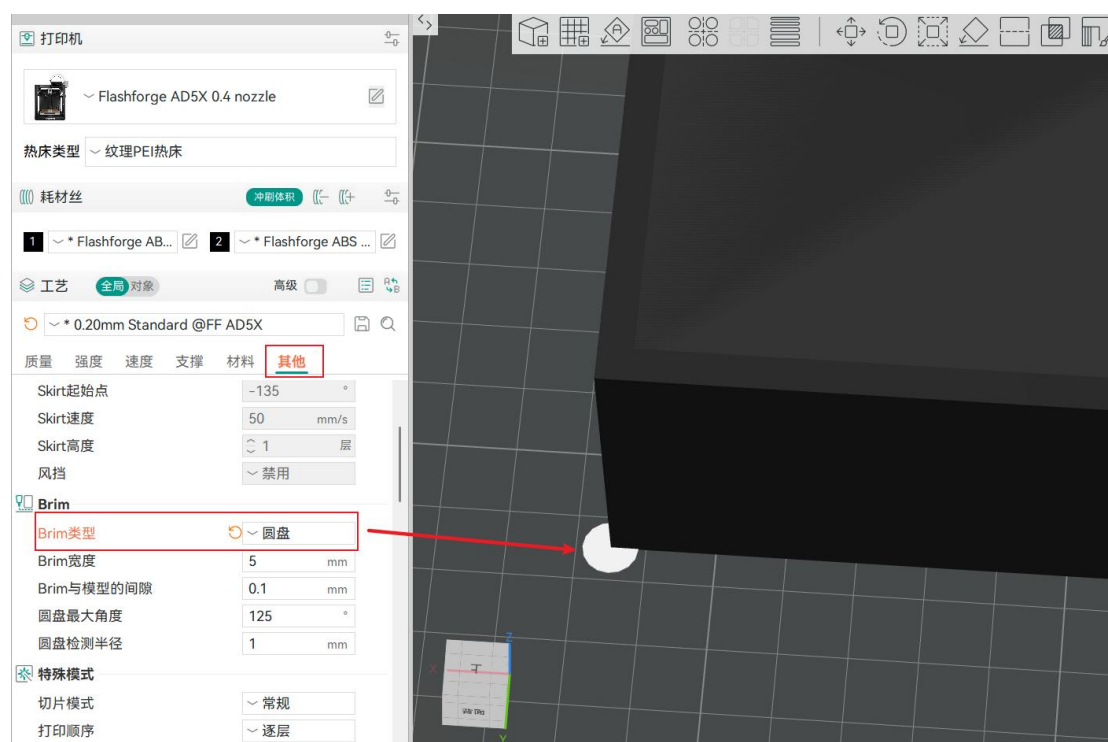 打印机
Flashforge AD5X 0.4 nozzle
热床类型 纹理PEI热床
耗材丝 冲刷体积
1 * Flashforge AB... 2 * Flashforge ABS ...
工艺 全局 对象 高级
* 0.20mm Standard @FF AD5X
质量 强度 速度 支撑 材料 其他
Skirt起始点 -135 °
Skirt速度 50 mm/s
Skirt高度 1 层
风挡 禁用
Brim
Brim类型 圆盘
Brim宽度 5 mm
Brim与模型的间隙 0.1 mm
圆盘最大角度 125 °
圆盘检测半径 1 mm
特殊模式
切片模式 常规
打印顺序 逐层
Z
X
Y